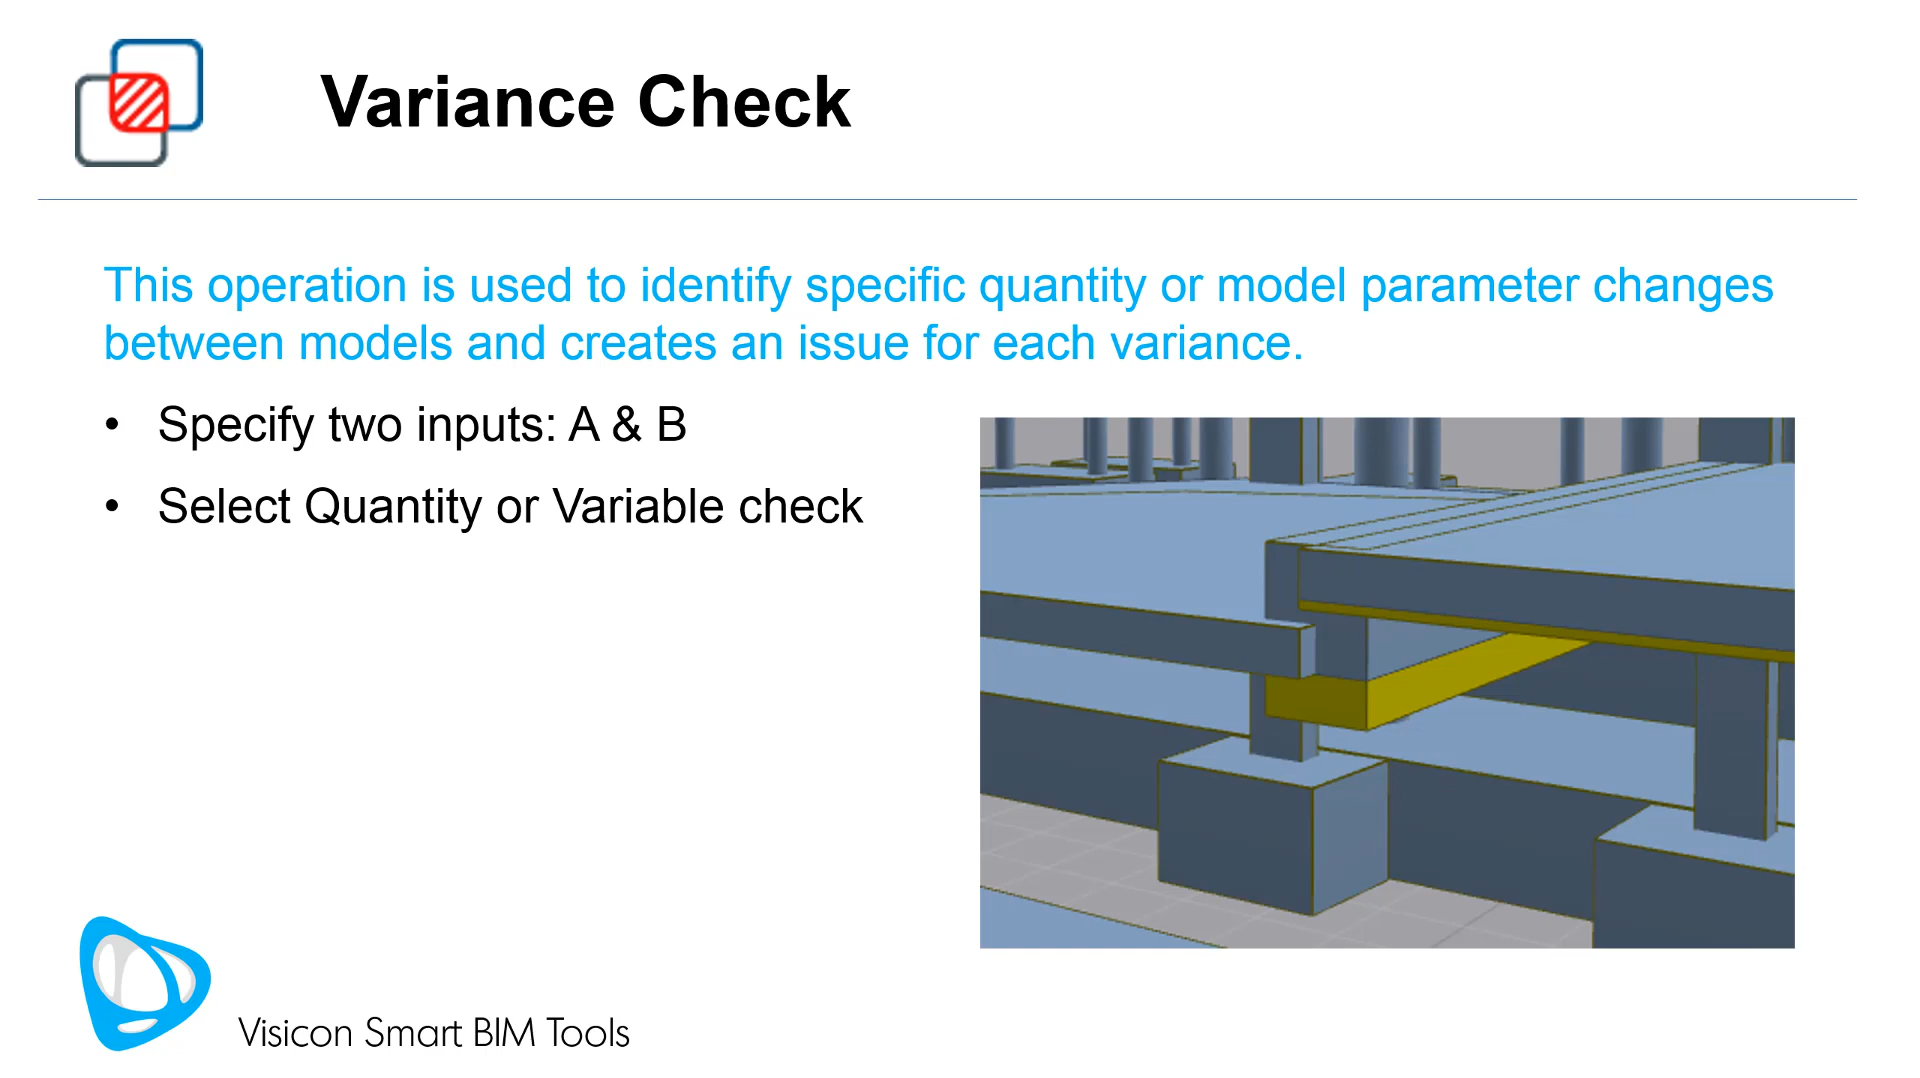 Variance Check
This operation is used to identify specific quantity or model parameter changes
between models and creates an issue for each variance.
• Specify two inputs: A & B
• Select Quantity or Variable check
Visicon Smart BIM Tools